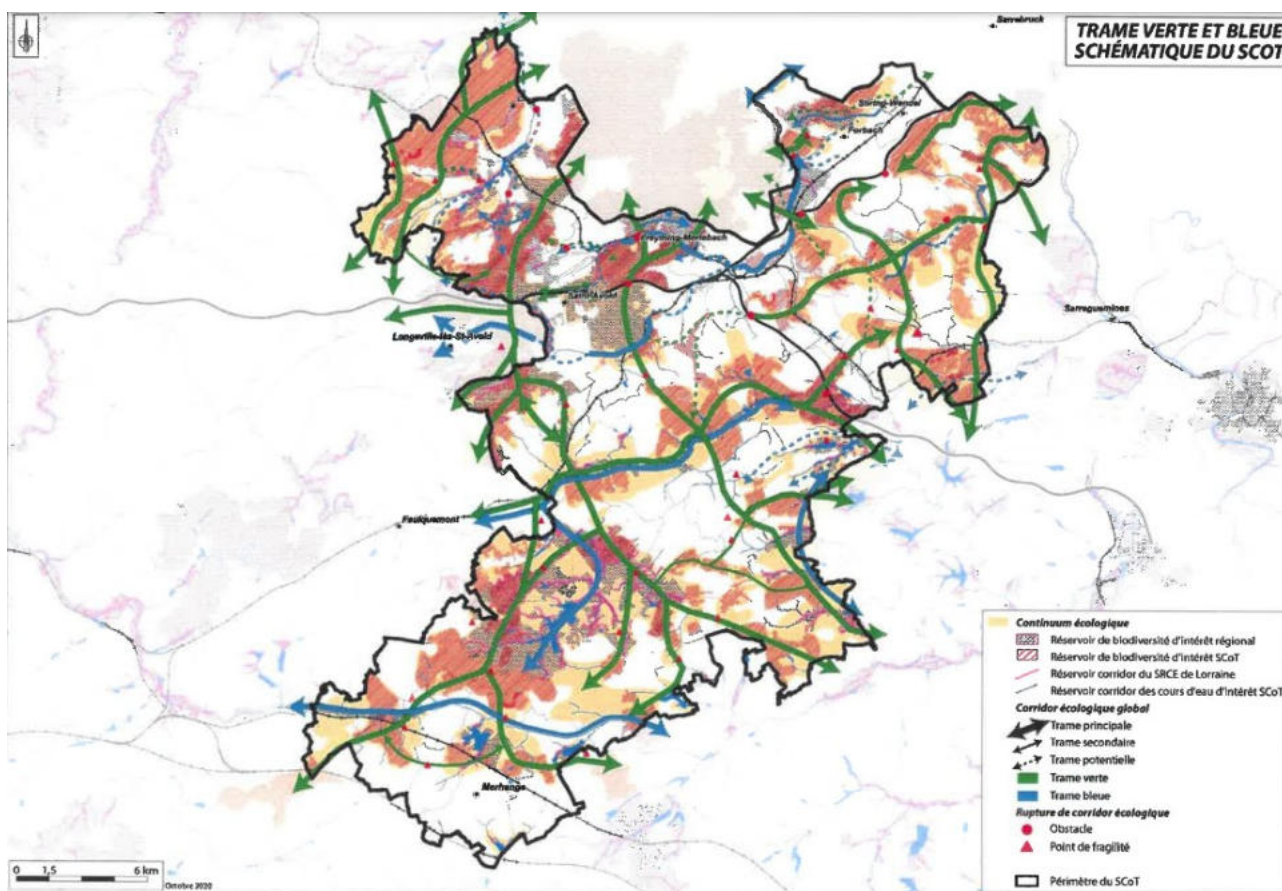 Sarrebruck
TRAME VERTE ET BLEUE
SCHÉMATIQUE DU SCOT
Stiring-Wendel
Forbach
Freyming-Merlebach
Saint-Avold
Longeville-lès-St-Avold
Sarreguemines
Faulquemont
Morhange
Continuum écologique
Réservoir de biodiversité d'intérêt régional
Réservoir de biodiversité d'intérêt SCoT
Réservoir corridor du SRCE de Lorraine
Réservoir corridor des cours d'eau d'intérêt SCoT
Corridor écologique global
Trame principale
Trame secondaire
Trame potentielle
Trame verte
Trame bleue
Rupture de corridor écologique
Obstacle
Point de fragilité
Périmètre du SCoT
0 1,5 6 km
Octobre 2020